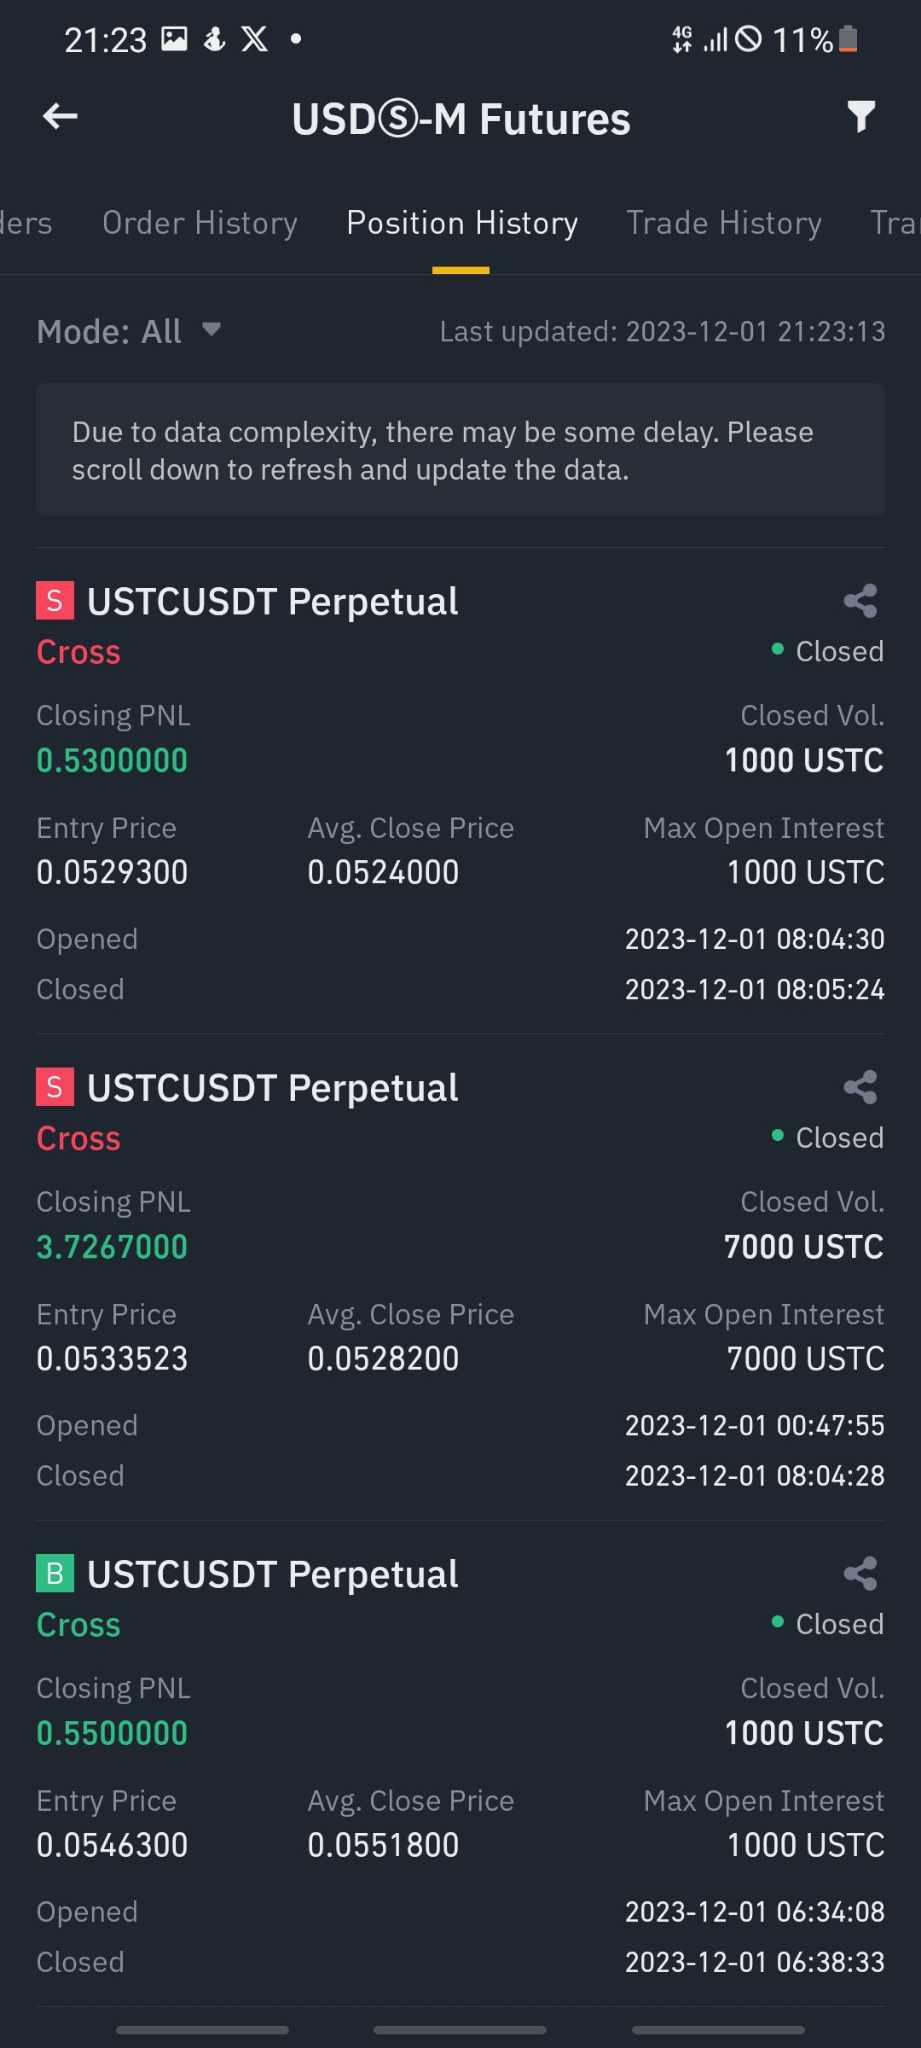 21:23 4G 11%
USDⓈ-M Futures
ders Order History Position History Trade History Tra
Mode: All Last updated: 2023-12-01 21:23:13
Due to data complexity, there may be some delay. Please
scroll down to refresh and update the data.
S USTCUSDT Perpetual
Cross Closed
Closing PNL Closed Vol.
0.5300000 1000 USTC
Entry Price Avg. Close Price Max Open Interest
0.0529300 0.0524000 1000 USTC
Opened 2023-12-01 08:04:30
Closed 2023-12-01 08:05:24
S USTCUSDT Perpetual
Cross Closed
Closing PNL Closed Vol.
3.7267000 7000 USTC
Entry Price Avg. Close Price Max Open Interest
0.0533523 0.0528200 7000 USTC
Opened 2023-12-01 00:47:55
Closed 2023-12-01 08:04:28
B USTCUSDT Perpetual
Cross Closed
Closing PNL Closed Vol.
0.5500000 1000 USTC
Entry Price Avg. Close Price Max Open Interest
0.0546300 0.0551800 1000 USTC
Opened 2023-12-01 06:34:08
Closed 2023-12-01 06:38:33